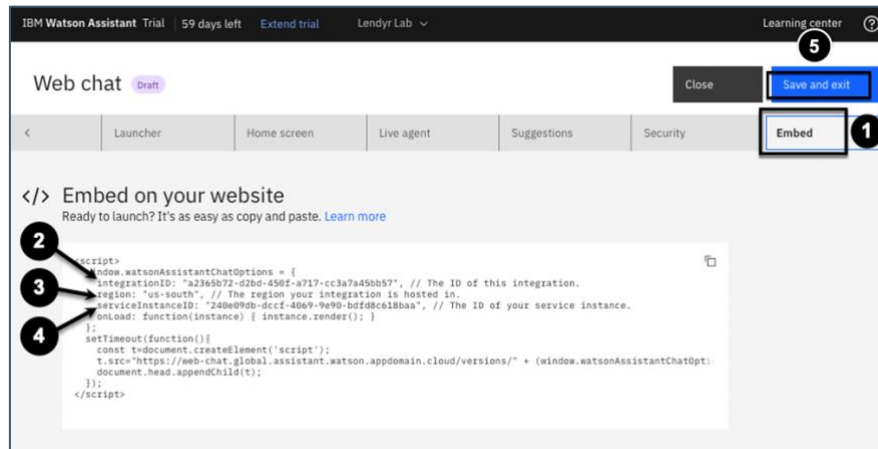 IBM Watson Assistant Trial 59 days left Extend trial Lendyr Lab Learning center
5
Web chat Draft Close Save and exit
Launcher Home screen Live agent Suggestions Security Embed 1
</> Embed on your website
Ready to launch? It's as easy as copy and paste. Learn more
2
<script>
window.watsonAssistantChatOptions = {
integrationID: "a2365b72-d2bd-450f-a717-cc3a7a45bb57", // The ID of this integration.
3
region: "us-south", // The region your integration is hosted in.
serviceInstanceID: "240e09db-dccf-4069-9e90-bdfd8c618baa", // The ID of your service instance.
4
onLoad: function(instance) { instance.render(); }
};
setTimeout(function(){
const t=document.createElement('script');
t.src="https://web-chat.global.assistant.watson.appdomain.cloud/versions/" + (window.watsonAssistantChatOpti
document.head.appendChild(t);
});
</script>